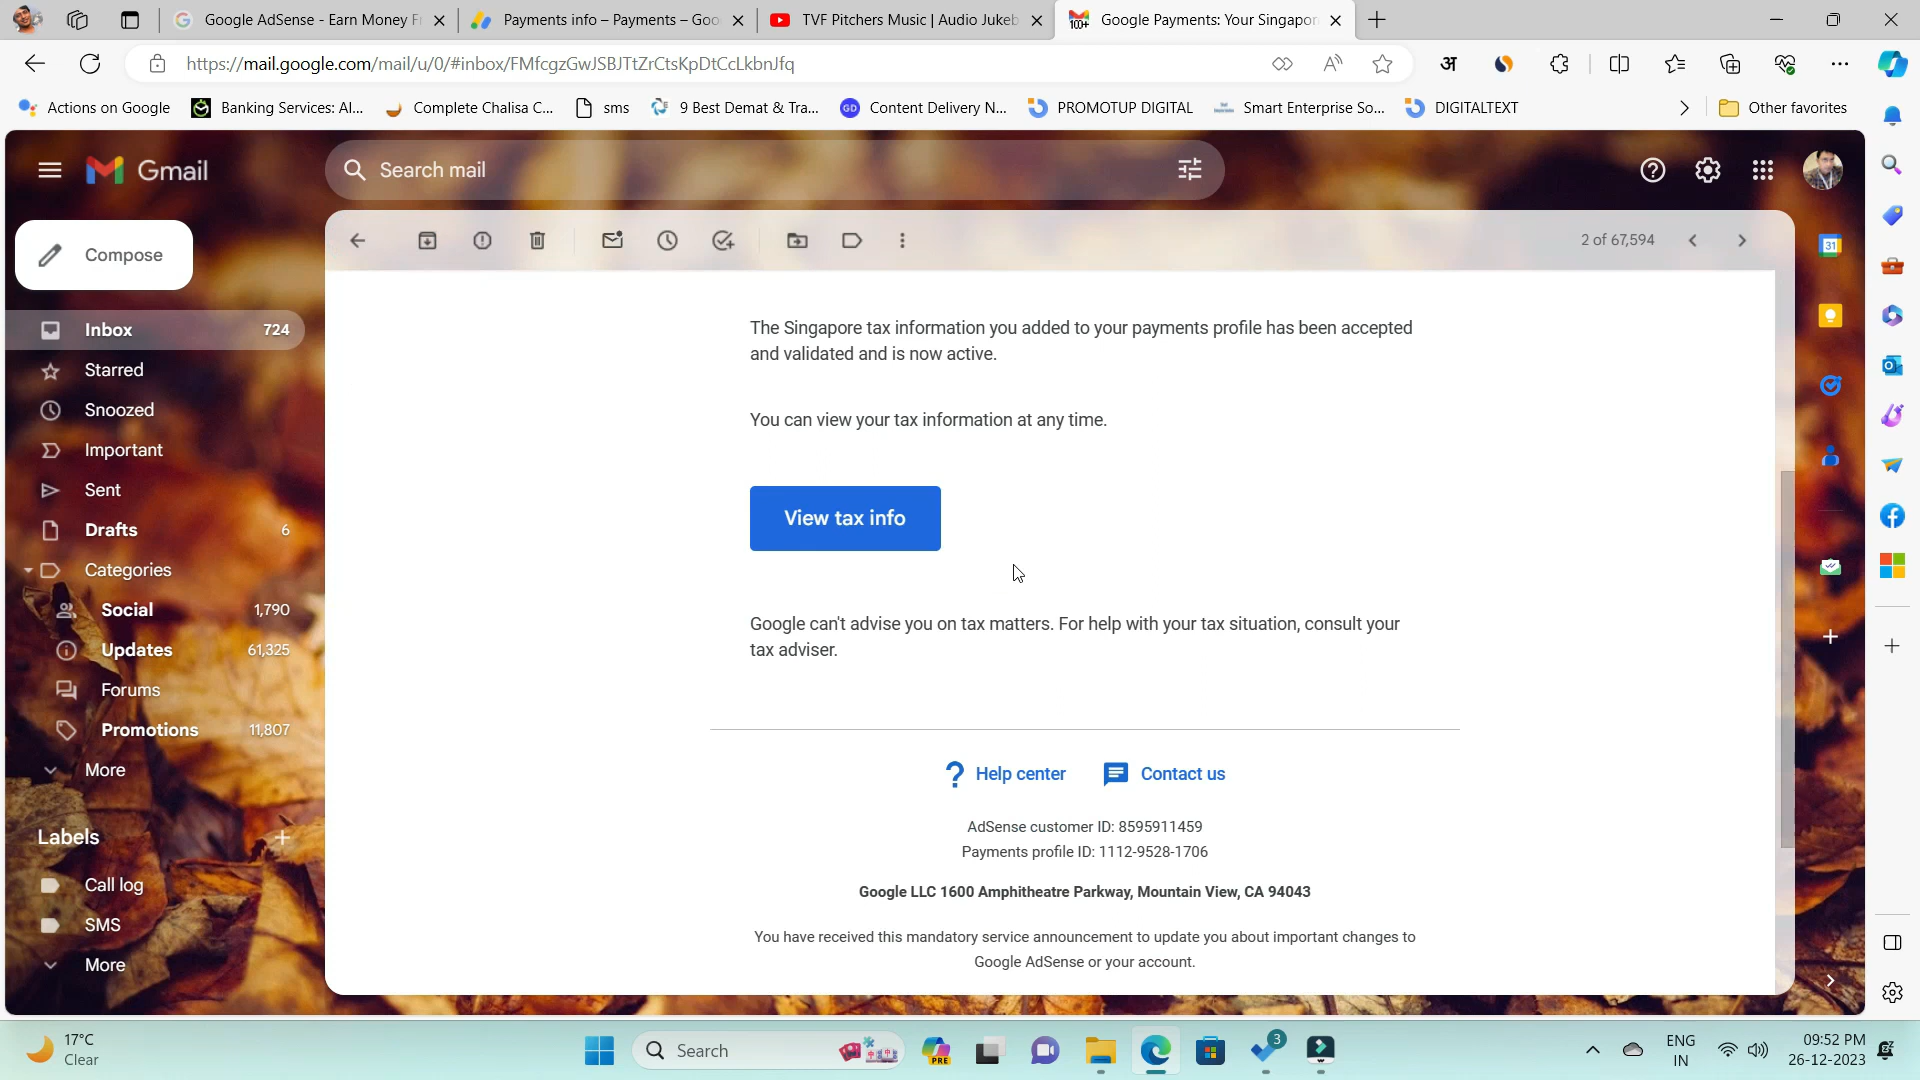 Google AdSense - Earn Money F
Payments info – Payments – Goo
TVF Pitchers Music | Audio Jukeb
Google Payments: Your Singapor
https://mail.google.com/mail/u/0/#inbox/FMfcgzGwJSBJTtZrCtsKpDtCcLkbnJfq
अ
Actions on Google
Banking Services: Al...
Complete Chalisa C...
sms
9 Best Demat & Tra...
GD
Content Delivery N...
PROMOTUP DIGITAL
Smart Enterprise So...
DIGITALTEXT
Other favorites
Gmail
Search mail
Compose
2 of 67,594
31
Inbox 724
Starred
Snoozed
Important
Sent
Drafts 6
Categories
Social 1,790
Updates 61,325
Forums
Promotions 11,807
More
Labels
Call log
SMS
More
The Singapore tax information you added to your payments profile has been accepted
and validated and is now active.
You can view your tax information at any time.
View tax info
Google can't advise you on tax matters. For help with your tax situation, consult your
tax adviser.
Help center
Contact us
AdSense customer ID: 8595911459
Payments profile ID: 1112-9528-1706
Google LLC 1600 Amphitheatre Parkway, Mountain View, CA 94043
You have received this mandatory service announcement to update you about important changes to
Google AdSense or your account.
17°C
Clear
Search
PRE
3
ENG
IN
09:52 PM
26-12-2023